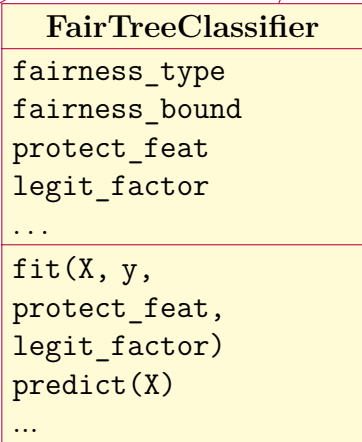 FairTreeClassifier
fairness_type
fairness_bound
protect_feat
legit_factor
...
fit(X, y,
protect_feat,
legit_factor)
predict(X)
...